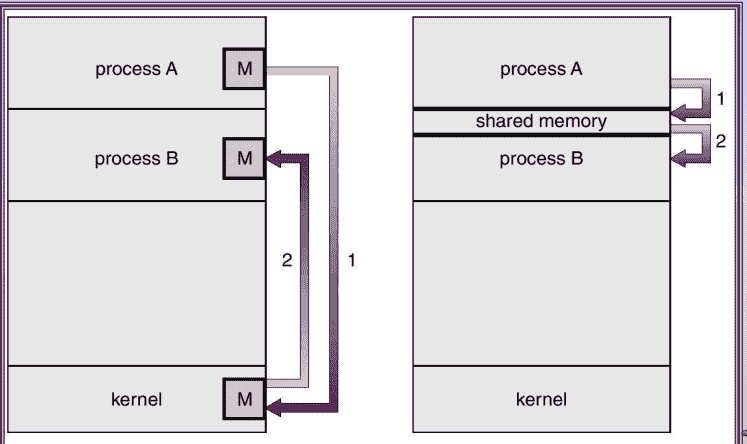 process A
M
process B
M
2
1
kernel
M
process A
1
shared memory
2
process B
kernel